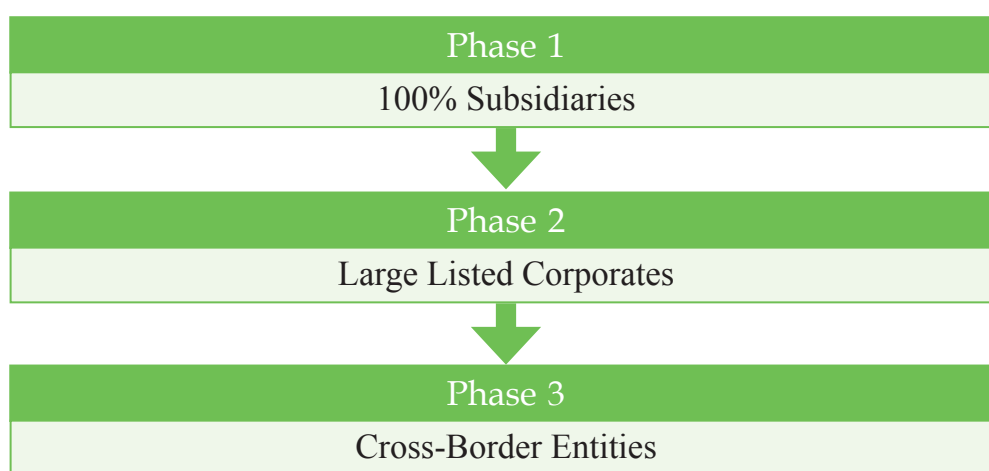 Phase 1
100% Subsidiaries
Phase 2
Large Listed Corporates
Phase 3
Cross-Border Entities